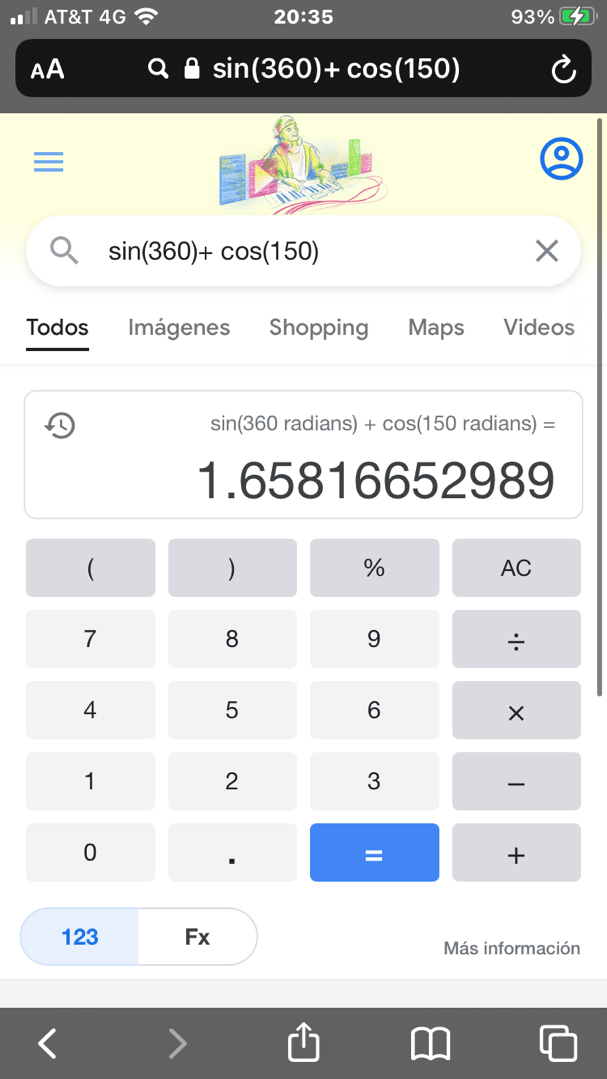 AT&T 4G 20:35 93%
AA sin(360)+ cos(150)
sin(360)+ cos(150)
Todos Imágenes Shopping Maps Videos
sin(360 radians) + cos(150 radians) =
1.65816652989
( ) % AC
7 8 9 ÷
4 5 6 ×
1 2 3 −
0 . = +
123 Fx
Más información